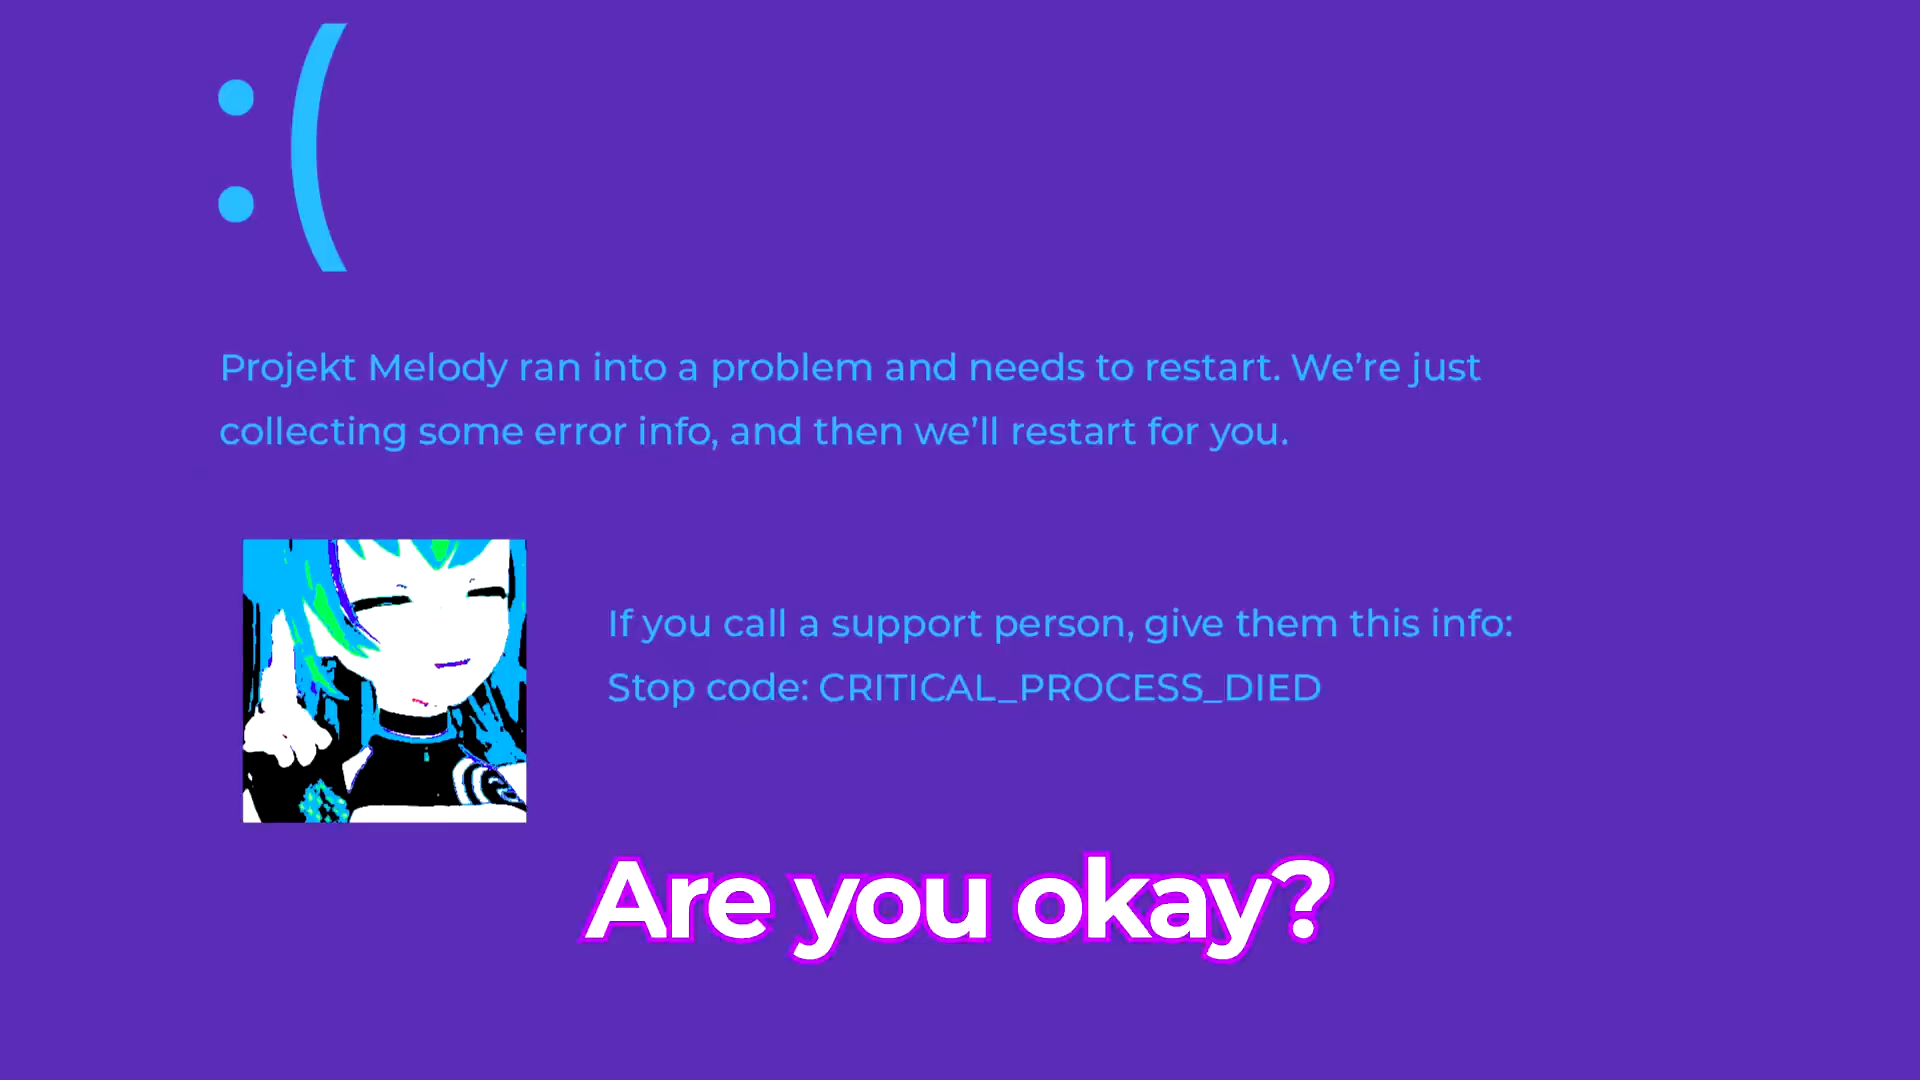 :(
Projekt Melody ran into a problem and needs to restart. We’re just
collecting some error info, and then we’ll restart for you.
If you call a support person, give them this info:
Stop code: CRITICAL_PROCESS_DIED
Are you okay?